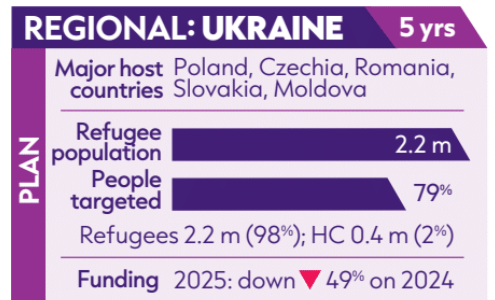 REGIONAL: UKRAINE 5 yrs
PLAN
Major host Poland, Czechia, Romania,
countries Slovakia, Moldova
Refugee
population 2.2 m
People
targeted 79%
Refugees 2.2 m (98%); HC 0.4 m (2%)
Funding 2025: down ▼ 49% on 2024